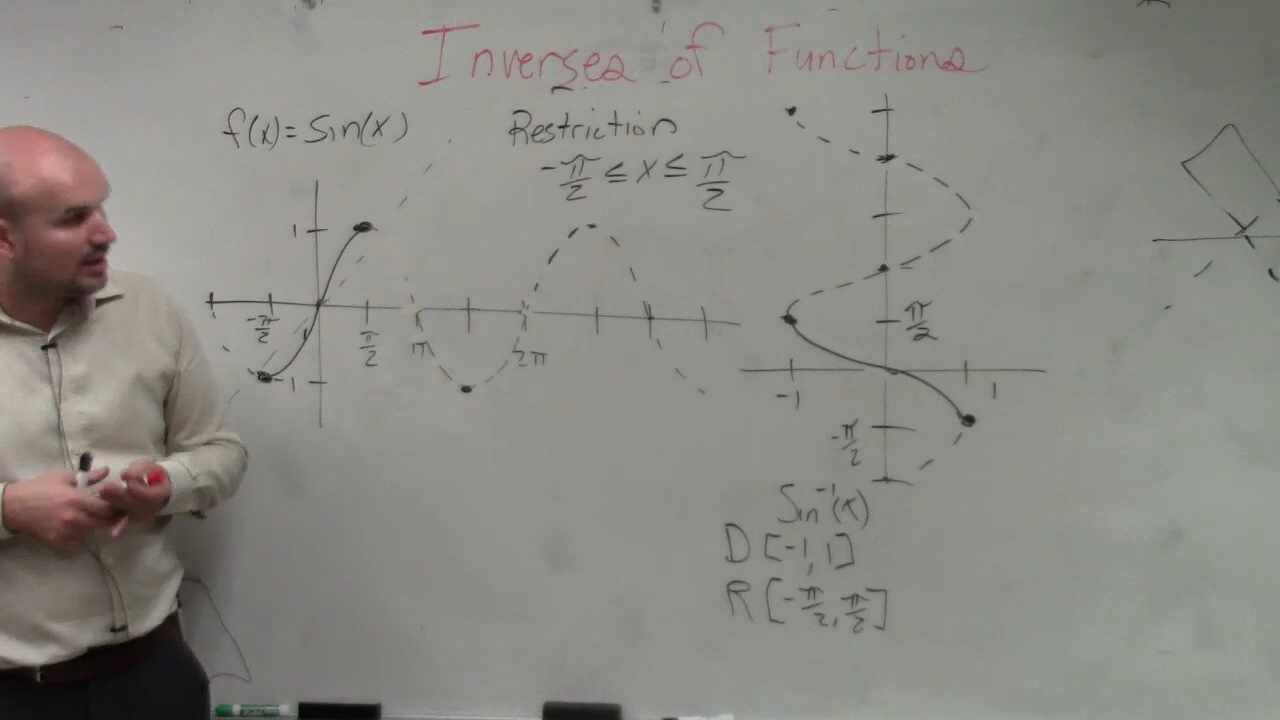 Inverses of Functions
f(x) = Sin(x)
Restriction
-π/2 ≤ x ≤ π/2
1
-π/2
π/2
π
2π
-1
π/2
-1
1
-π/2
Sin⁻¹(x)
D [-1, 1]
R [-π/2, π/2]